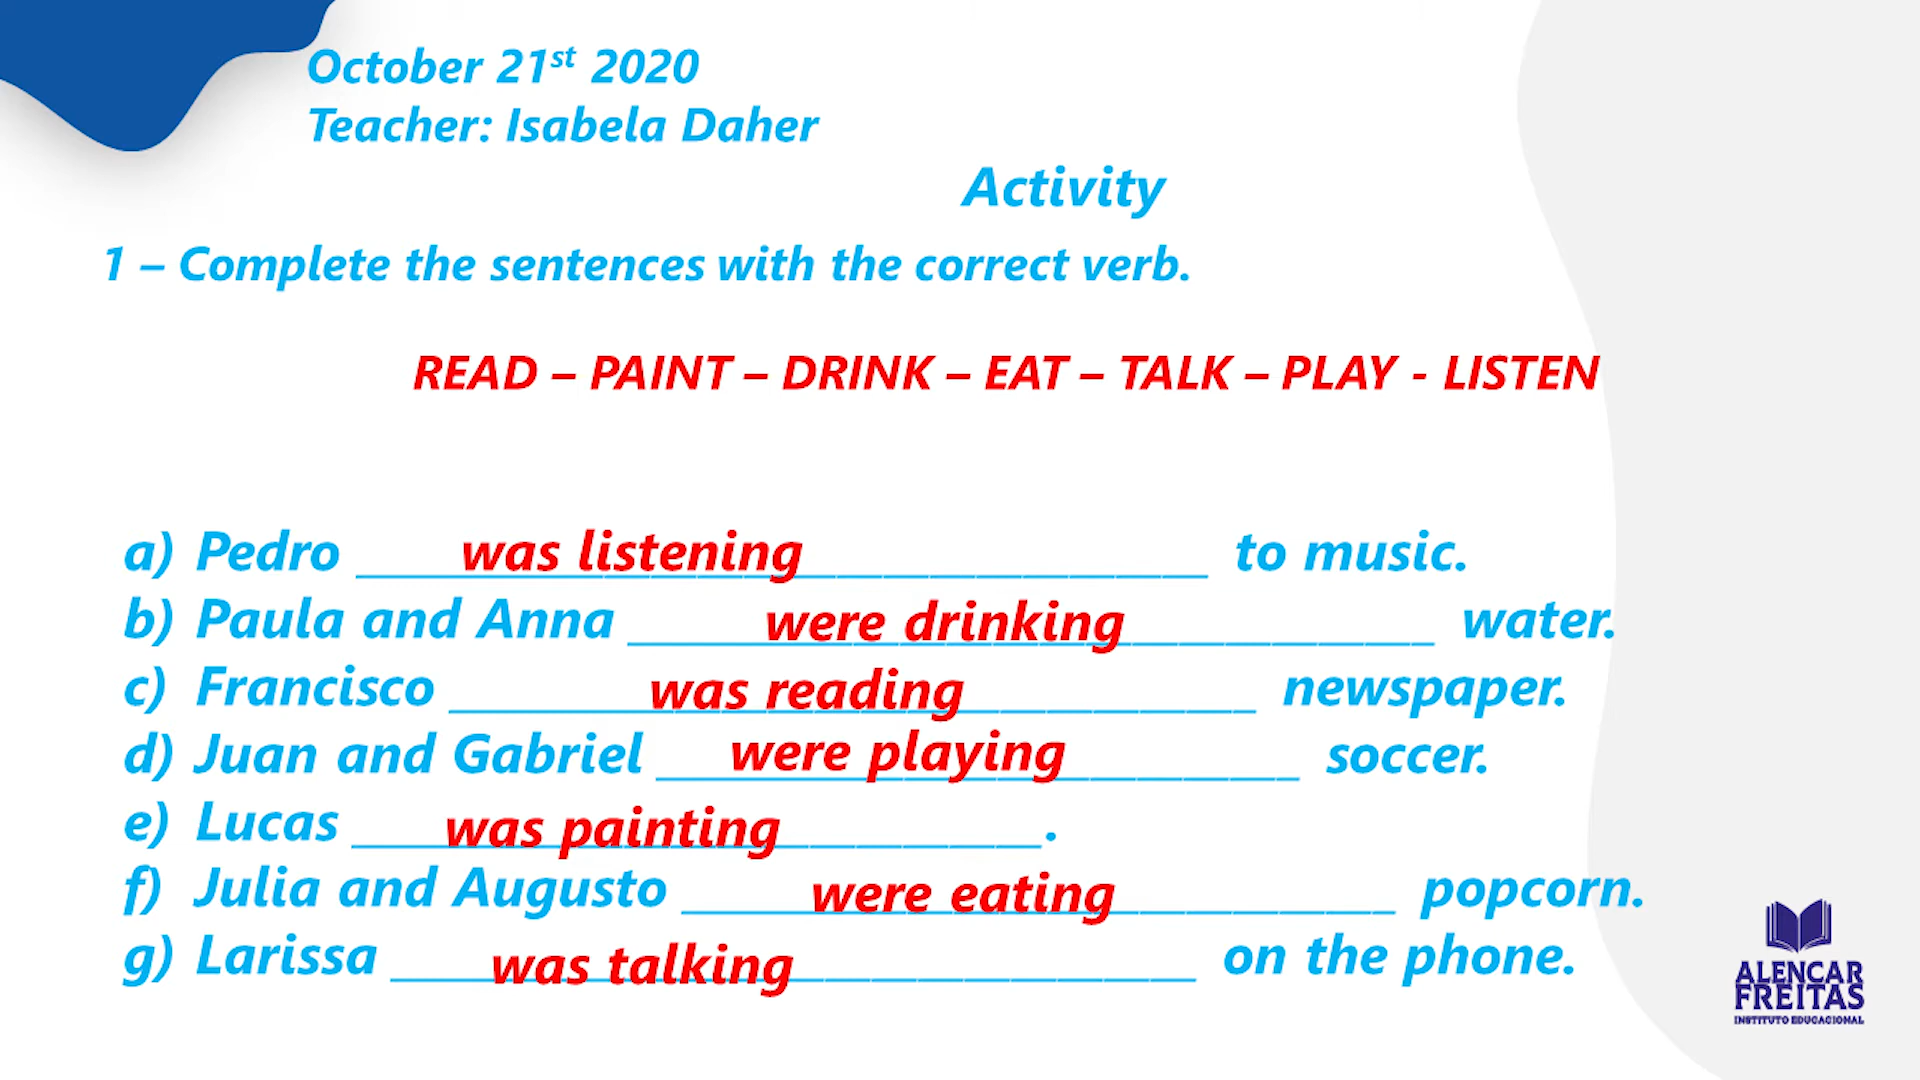 October 21st 2020
Teacher: Isabela Daher
Activity
1 – Complete the sentences with the correct verb.
READ – PAINT – DRINK – EAT – TALK – PLAY - LISTEN
a) Pedro was listening to music.
b) Paula and Anna were drinking water.
c) Francisco was reading newspaper.
d) Juan and Gabriel were playing soccer.
e) Lucas was painting.
f) Julia and Augusto were eating popcorn.
g) Larissa was talking on the phone.
ALENCAR
FREITAS
INSTITUTO EDUCACIONAL